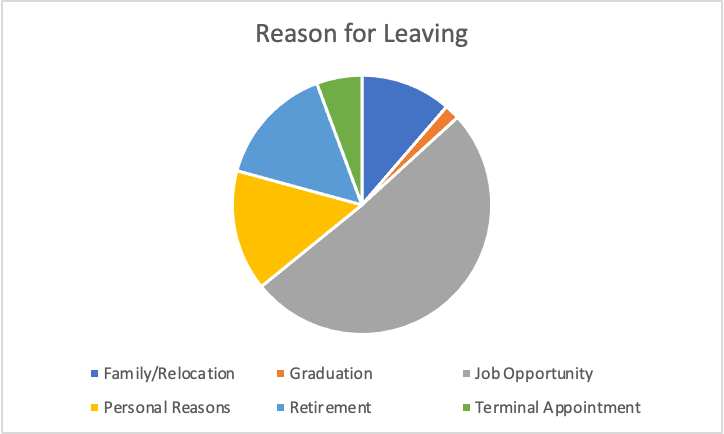 Reason for Leaving
Family/Relocation Graduation Job Opportunity
Personal Reasons Retirement Terminal Appointment